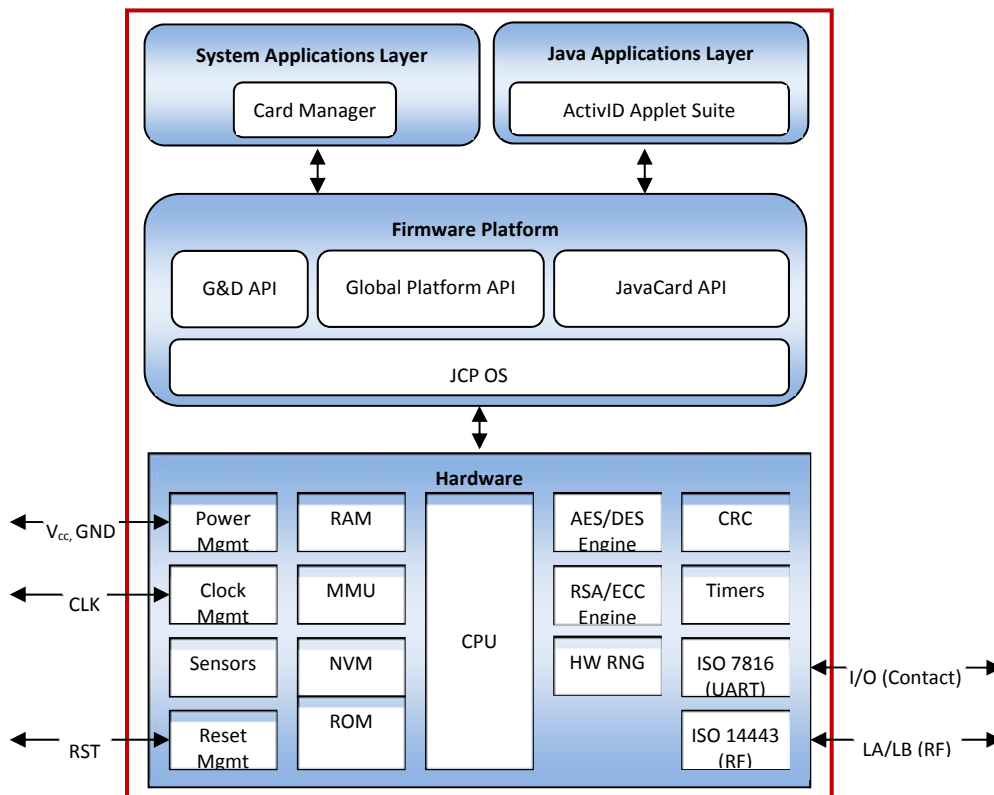 System Applications Layer
Card Manager
Java Applications Layer
ActivID Applet Suite
Firmware Platform
G&D API
Global Platform API
JavaCard API
JCP OS
Hardware
Power
Mgmt
RAM
CPU
AES/DES
Engine
CRC
Clock
Mgmt
MMU
RSA/ECC
Engine
Timers
Sensors
NVM
HW RNG
ISO 7816
(UART)
Reset
Mgmt
ROM
ISO 14443
(RF)
Vcc, GND
CLK
RST
I/O (Contact)
LA/LB (RF)